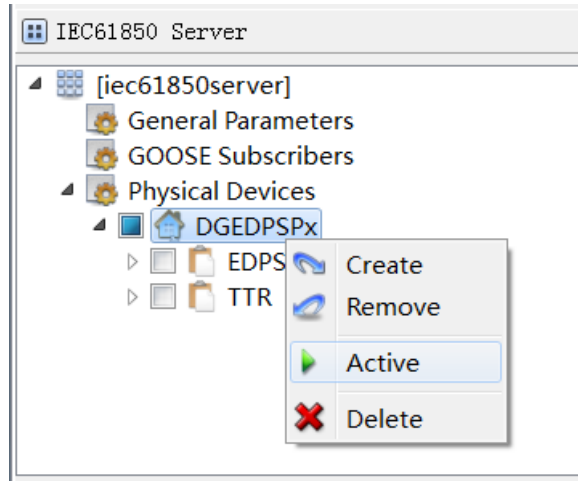 IEC61850 Server
[iec61850server]
General Parameters
GOOSE Subscribers
Physical Devices
DGEDPSPx
EDPS
TTR
Create
Remove
Active
Delete